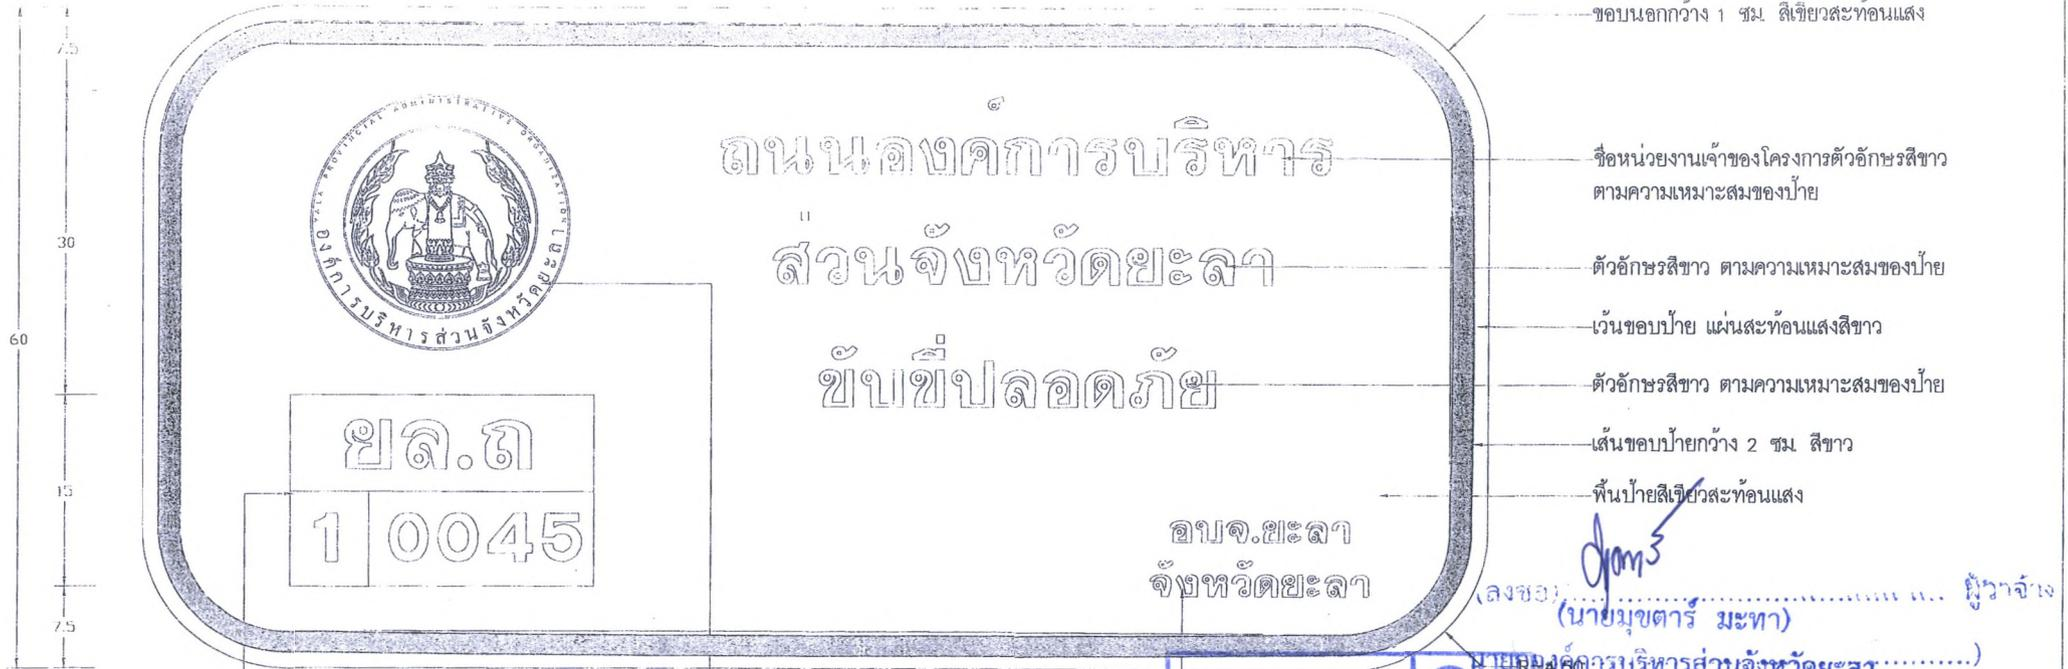 ขอบนอกกว้าง 1 ซม. สีเขียวสะท้อนแสง
7.5
30
60
15
7.5
YALA PROVINCIAL ADMINISTRATIVE ORGANIZATION
องค์การบริหารส่วนจังหวัดยะลา
ถนนองค์การบริหาร
ส่วนจังหวัดยะลา
ขับขี่ปลอดภัย
ยล.ถ
1 0045
อบจ.ยะลา
จังหวัดยะลา
ชื่อหน่วยงานเจ้าของโครงการตัวอักษรสีขาว
ตามความเหมาะสมของป้าย
ตัวอักษรสีขาว ตามความเหมาะสมของป้าย
เว้นขอบป้าย แผ่นสะท้อนแสงสีขาว
ตัวอักษรสีขาว ตามความเหมาะสมของป้าย
เส้นขอบป้ายกว้าง 2 ซม. สีขาว
พื้นป้ายสีเขียวสะท้อนแสง
(ลงชื่อ)........................ ผู้ว่าจ้าง
(นายมุขตาร์ มะทา)
นายกองค์การบริหารส่วนจังหวัดยะลา............)